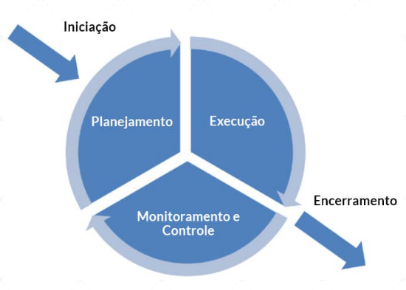 Iniciação
Planejamento
Execução
Encerramento
Monitoramento e
Controle